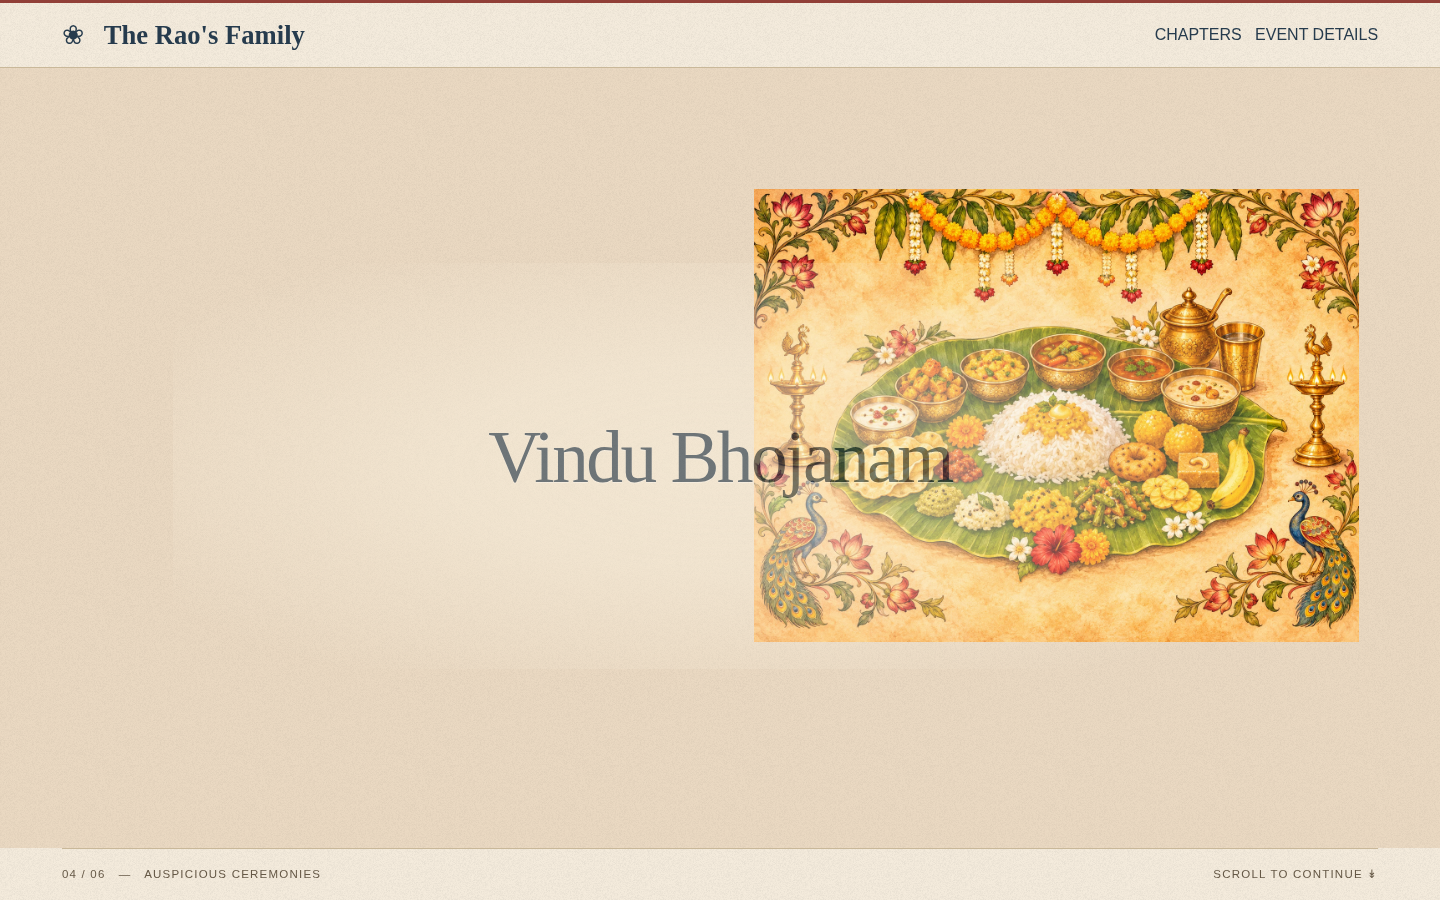 ❀ The Rao's Family
CHAPTERS EVENT DETAILS
Vindu Bhojanam
04 / 06 — AUSPICIOUS CEREMONIES
SCROLL TO CONTINUE ↡